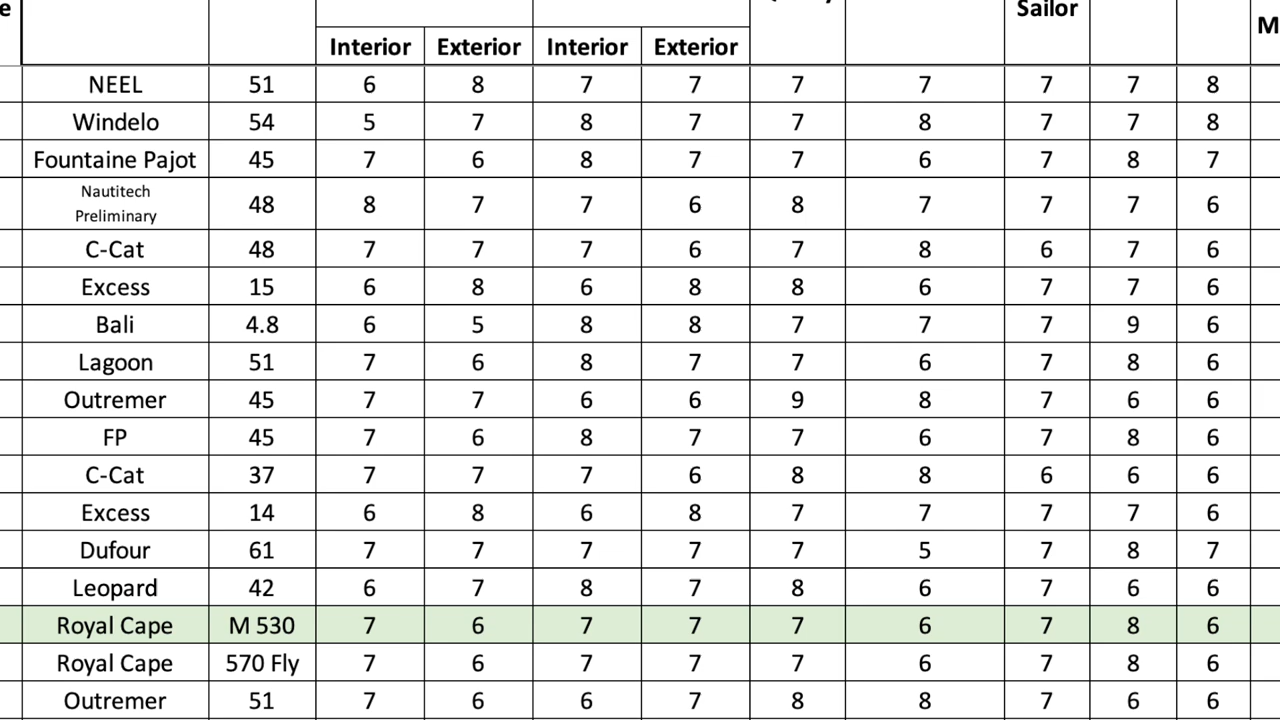 e Sailor M
Interior Exterior Interior Exterior
NEEL 51 6 8 7 7 7 7 7 7 8
Windelo 54 5 7 8 7 7 8 7 7 8
Fountaine Pajot 45 7 6 8 7 7 6 7 8 7
Nautitech
Preliminary 48 8 7 7 6 8 7 7 7 6
C-Cat 48 7 7 7 6 7 8 6 7 6
Excess 15 6 8 6 8 8 6 7 7 6
Bali 4.8 6 5 8 8 7 7 7 9 6
Lagoon 51 7 6 8 7 7 6 7 8 6
Outremer 45 7 7 6 6 9 8 7 6 6
FP 45 7 6 8 7 7 6 7 8 6
C-Cat 37 7 7 7 6 8 8 6 6 6
Excess 14 6 8 6 8 7 7 7 7 6
Dufour 61 7 7 7 7 7 5 7 8 7
Leopard 42 6 7 8 7 8 6 7 6 6
Royal Cape M 530 7 6 7 7 7 6 7 8 6
Royal Cape 570 Fly 7 6 7 7 7 6 7 8 6
Outremer 51 7 6 6 7 8 8 7 6 6